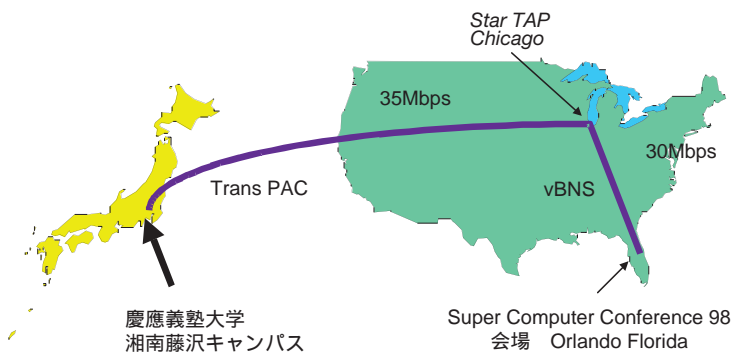 Star TAP
Chicago
35Mbps
30Mbps
Trans PAC
vBNS
慶應義塾大学
湘南藤沢キャンパス
Super Computer Conference 98
会場 Orlando Florida